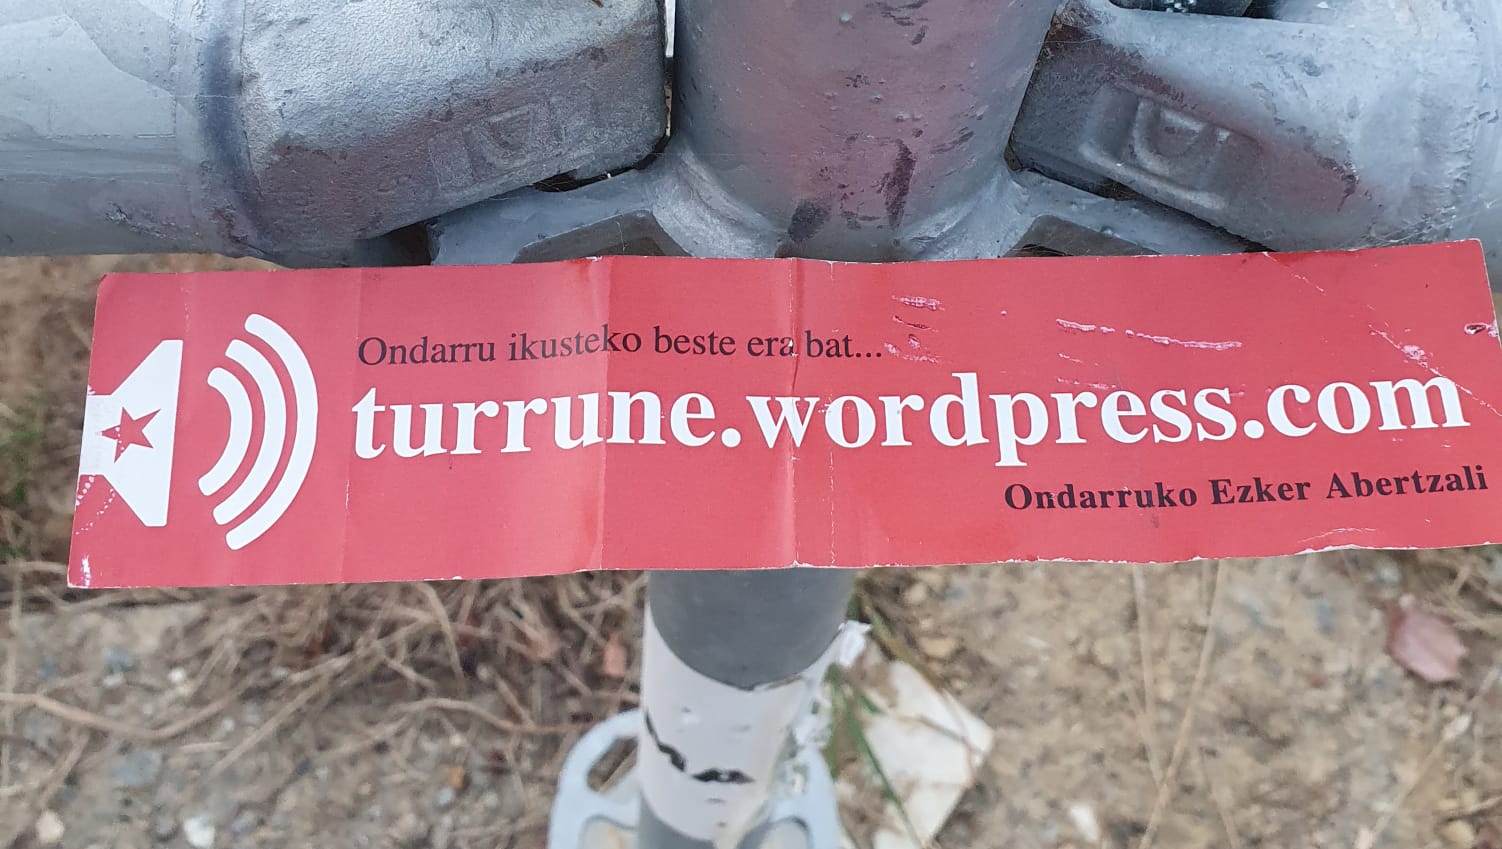 Ondarru ikusteko beste era bat...
turrune.wordpress.com
Ondarruko Ezker Abertzali